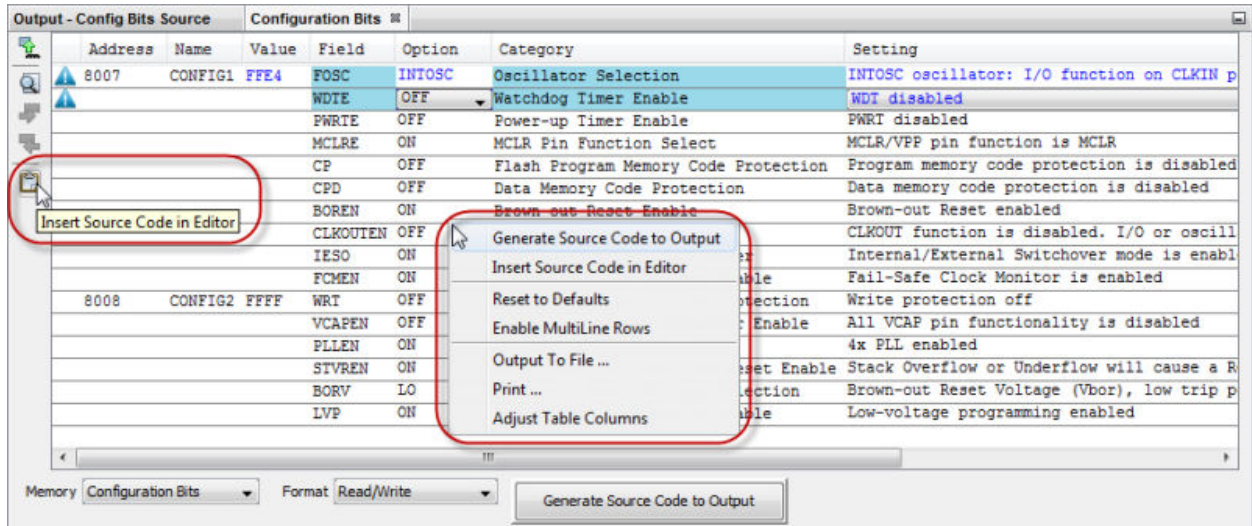 Output - Config Bits Source Configuration Bits
Address Name Value Field Option Category Setting
8007 CONFIG1 FFE4 FOSC INTOSC Oscillator Selection INTOSC oscillator: I/O function on CLKIN p
WDTE OFF Watchdog Timer Enable WDT disabled
PWRTE OFF Power-up Timer Enable PWRT disabled
MCLRE ON MCLR Pin Function Select MCLR/VPP pin function is MCLR
CP OFF Flash Program Memory Code Protection Program memory code protection is disabled
CPD OFF Data Memory Code Protection Data memory code protection is disabled
BOREN ON Brown-out Reset Enable Brown-out Reset enabled
Insert Source Code in Editor
CLKOUTEN OFF Generate Source Code to Output CLKOUT function is disabled. I/O or oscill
IESO ON Insert Source Code in Editor er Internal/External Switchover mode is enabl
FCMEN ON able Fail-Safe Clock Monitor is enabled
8008 CONFIG2 FFFF WRT OFF Reset to Defaults otection Write protection off
VCAPEN OFF Enable MultiLine Rows r Enable All VCAP pin functionality is disabled
PLLEN ON 4x PLL enabled
STVREN ON Output To File ... eset Enable Stack Overflow or Underflow will cause a R
BORV LO Print ... lection Brown-out Reset Voltage (Vbor), low trip p
LVP ON Adjust Table Columns able Low-voltage programming enabled
Memory Configuration Bits Format Read/Write Generate Source Code to Output